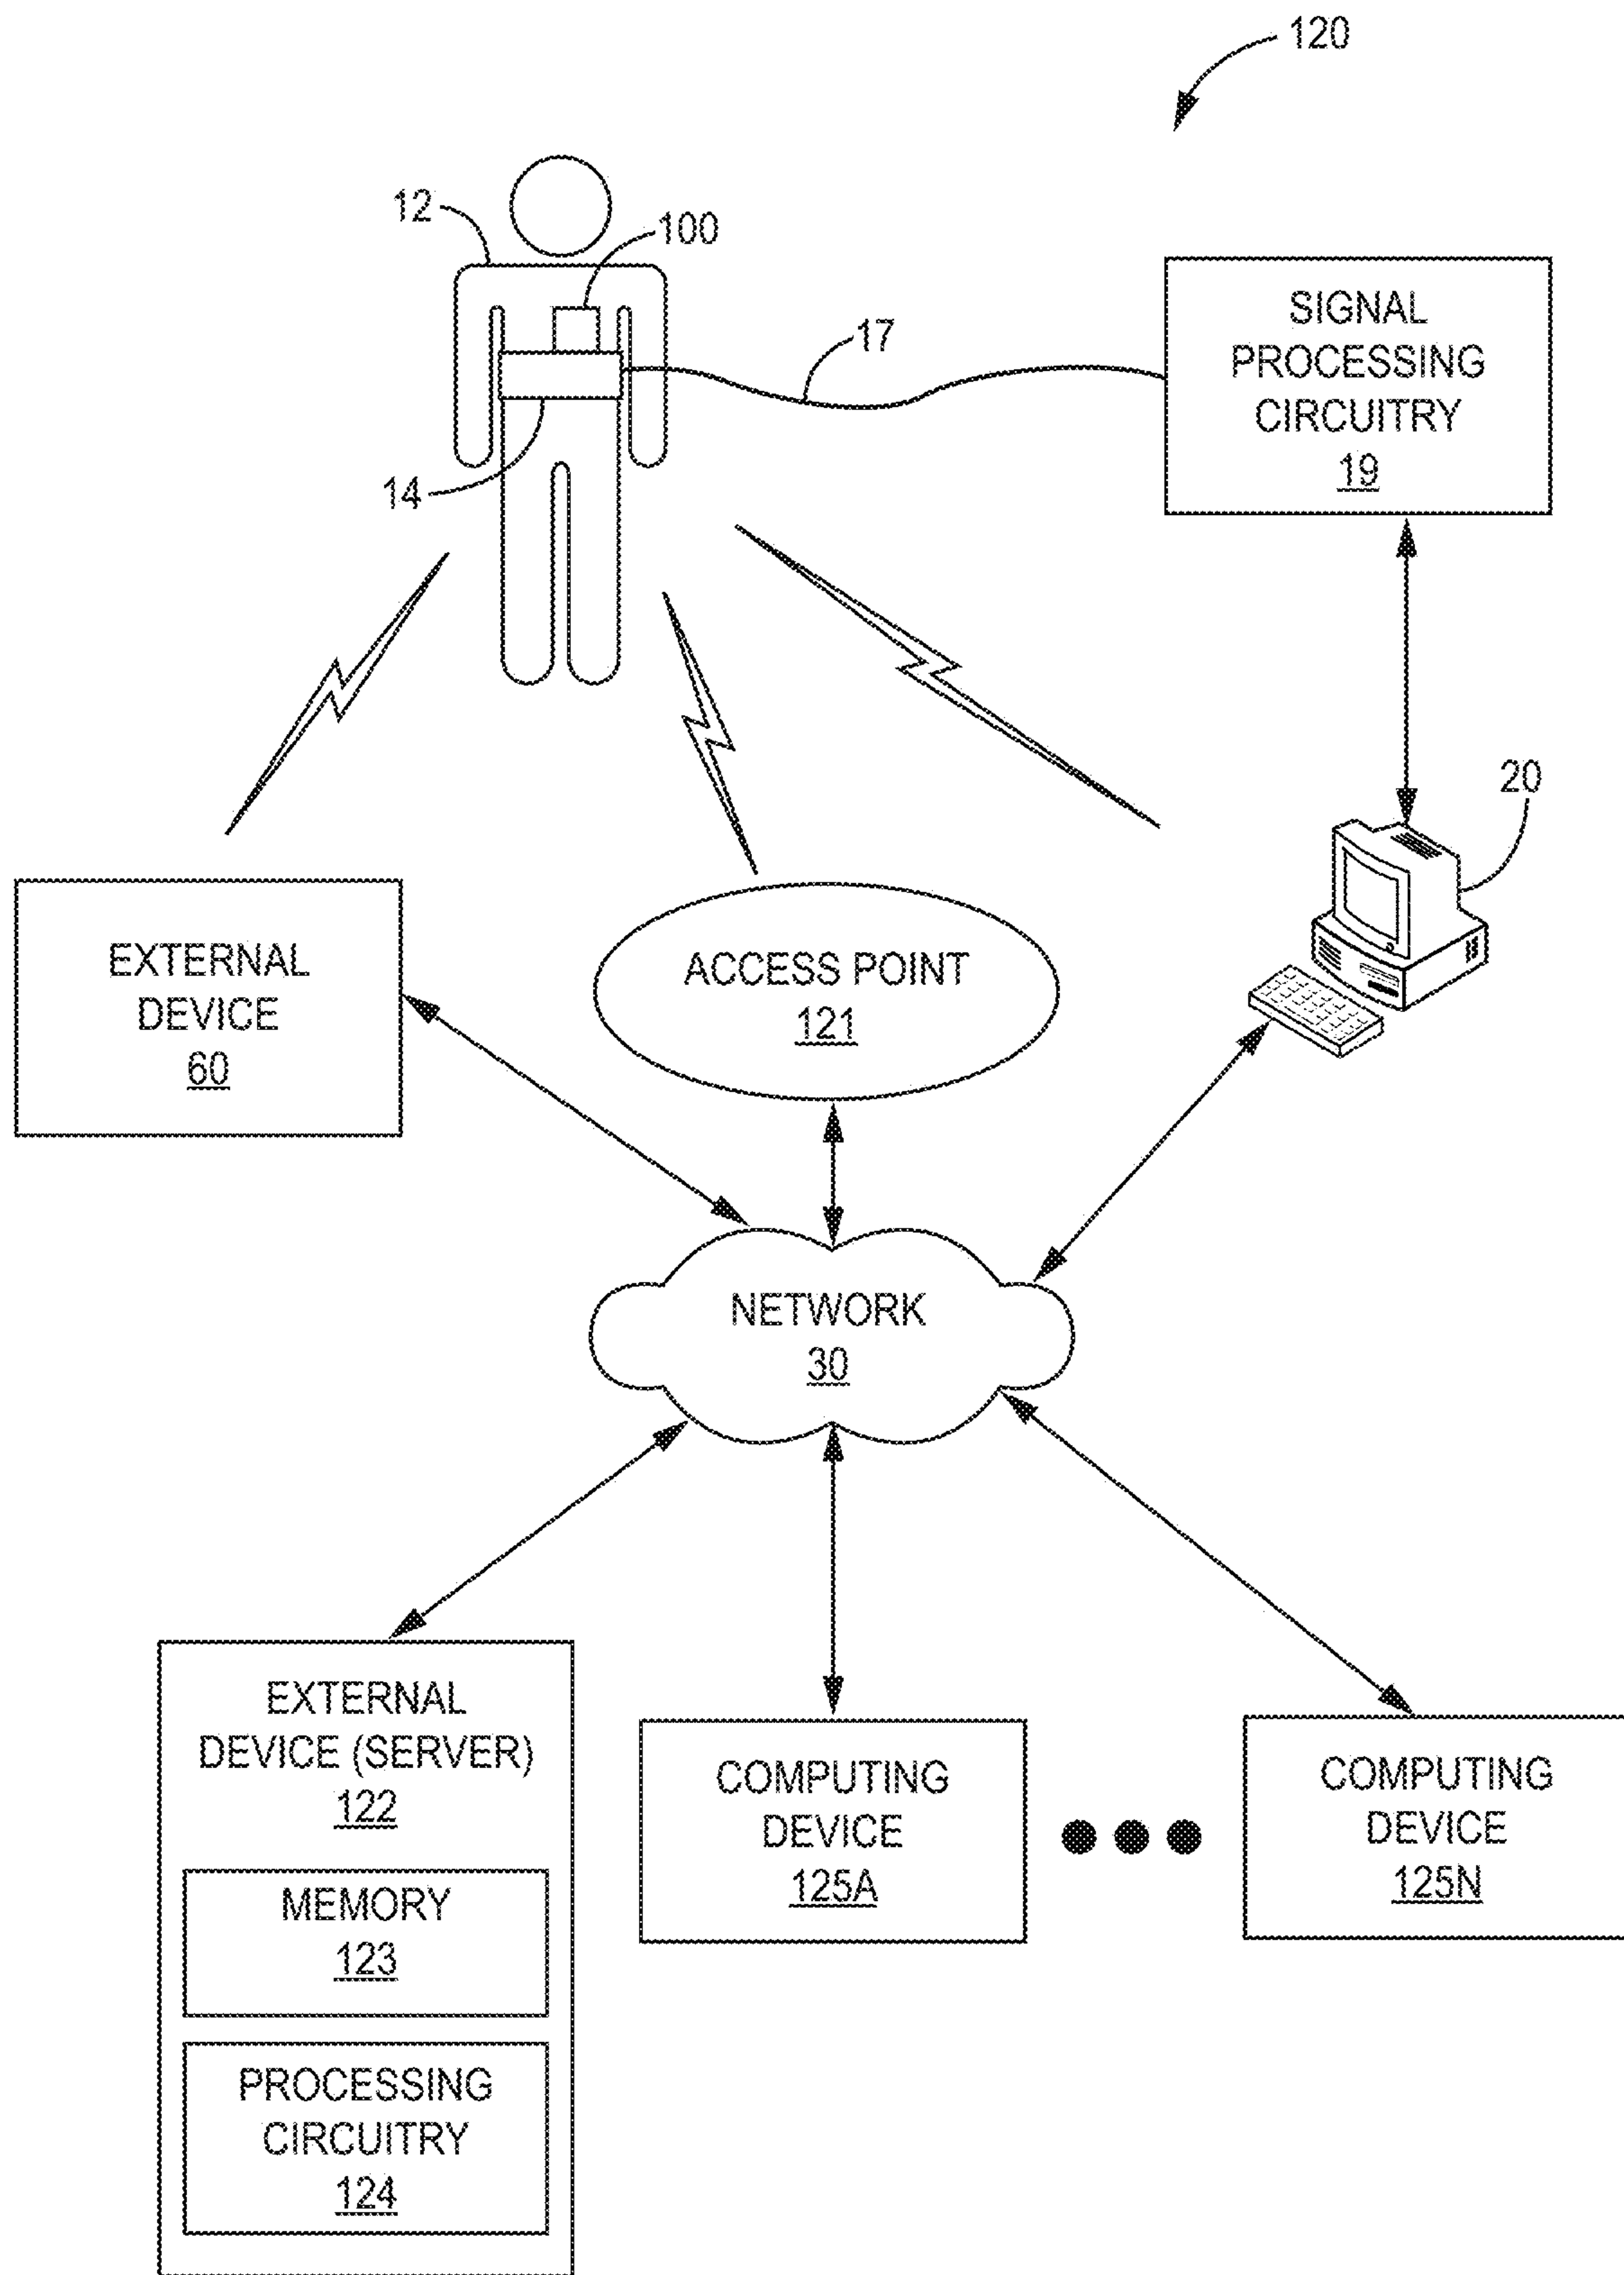 120
12
100
17
14
SIGNAL
PROCESSING
CIRCUITRY
19
20
EXTERNAL
DEVICE
60
ACCESS POINT
121
NETWORK
30
EXTERNAL
DEVICE (SERVER)
122
MEMORY
123
PROCESSING
CIRCUITRY
124
COMPUTING
DEVICE
125A
COMPUTING
DEVICE
125N